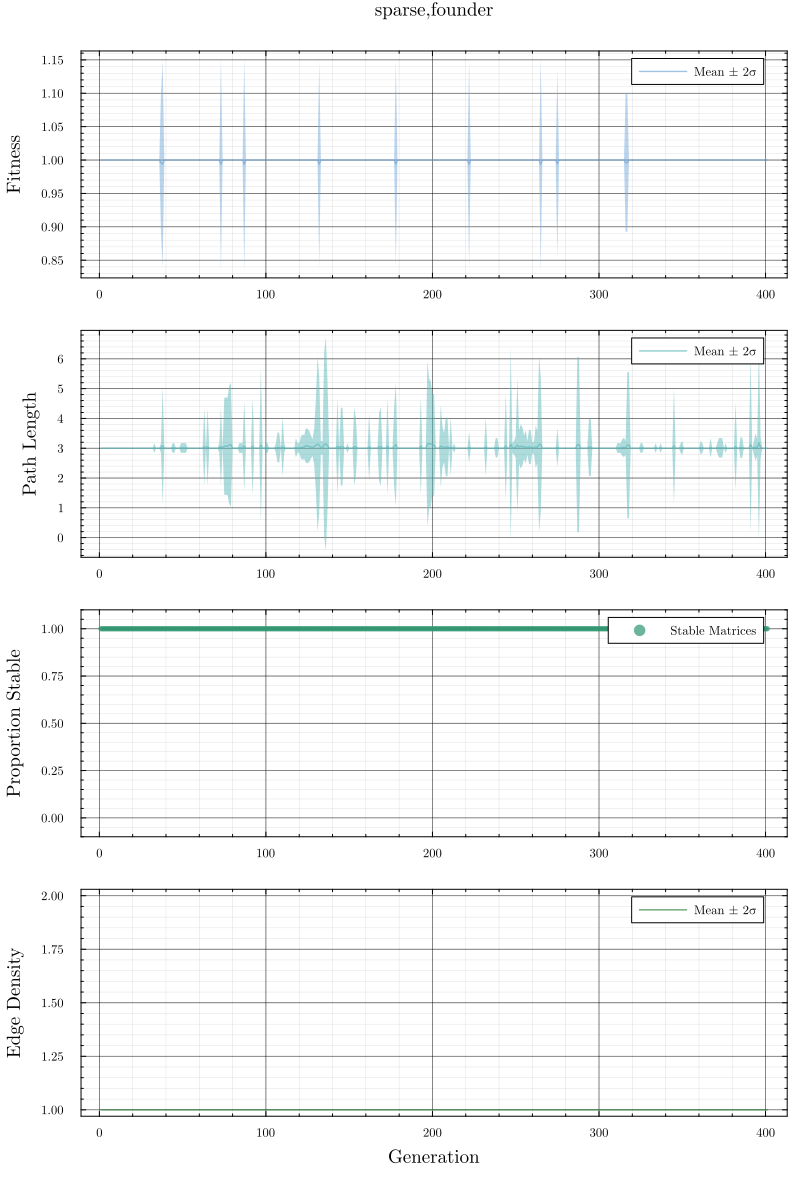 sparse,founder
Fitness
1.15
1.10
1.05
1.00
0.95
0.90
0.85
Mean ± 2σ
0 100 200 300 400
Path Length
6
5
4
3
2
1
0
Mean ± 2σ
0 100 200 300 400
Proportion Stable
1.00
0.75
0.50
0.25
0.00
Stable Matrices
0 100 200 300 400
Edge Density
2.00
1.75
1.50
1.25
1.00
Mean ± 2σ
0 100 200 300 400
Generation